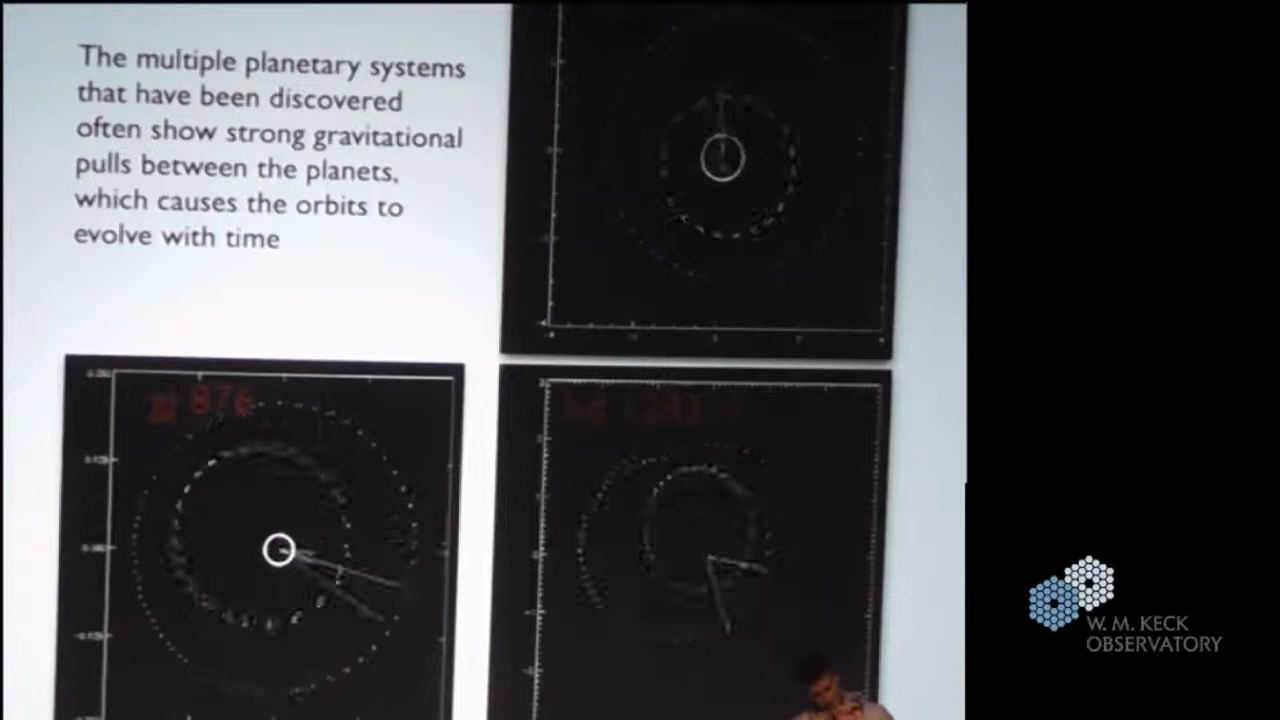 The multiple planetary systems
that have been discovered
often show strong gravitational
pulls between the planets,
which causes the orbits to
evolve with time
876
W. M. KECK
OBSERVATORY